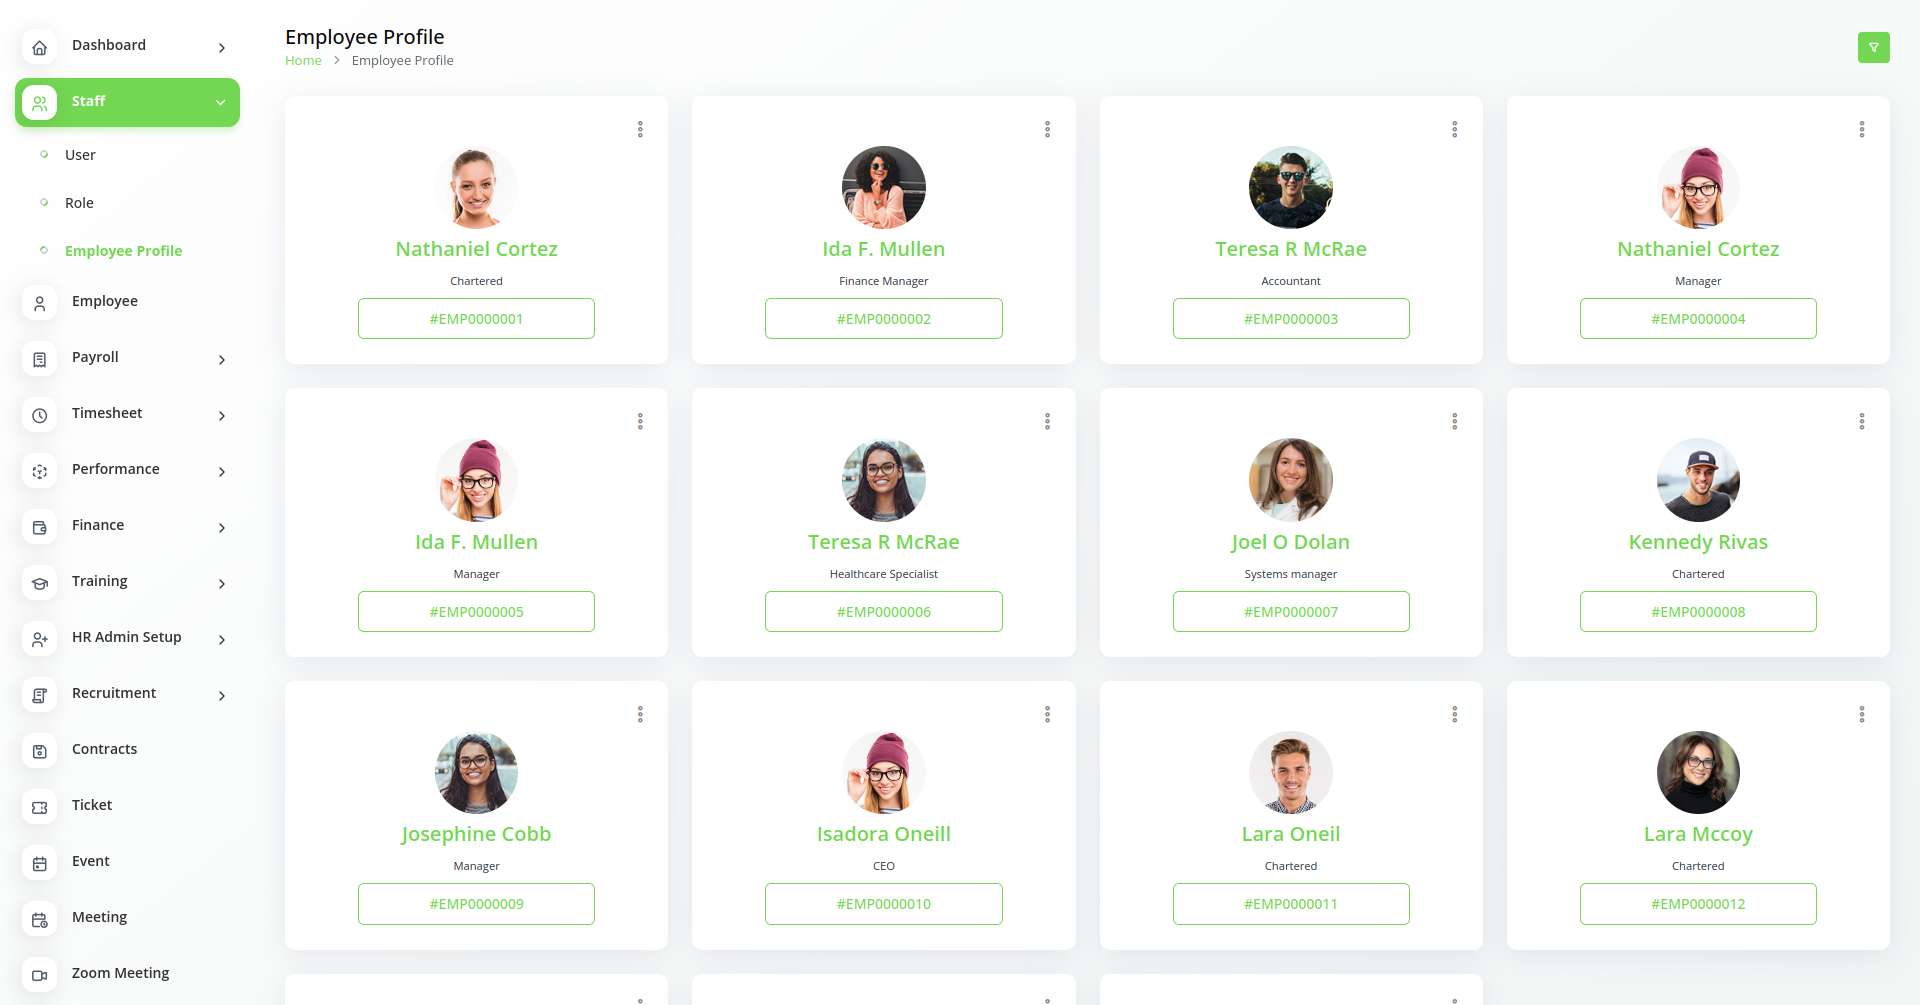 Dashboard
Staff
User
Role
Employee Profile
Employee
Payroll
Timesheet
Performance
Finance
Training
HR Admin Setup
Recruitment
Contracts
Ticket
Event
Meeting
Zoom Meeting
Employee Profile
Home > Employee Profile
Nathaniel Cortez
Chartered
#EMP0000001
Ida F. Mullen
Finance Manager
#EMP0000002
Teresa R McRae
Accountant
#EMP0000003
Nathaniel Cortez
Manager
#EMP0000004
Ida F. Mullen
Manager
#EMP0000005
Teresa R McRae
Healthcare Specialist
#EMP0000006
Joel O Dolan
Systems manager
#EMP0000007
Kennedy Rivas
Chartered
#EMP0000008
Josephine Cobb
Manager
#EMP0000009
Isadora Oneill
CEO
#EMP0000010
Lara Oneil
Chartered
#EMP0000011
Lara Mccoy
Chartered
#EMP0000012